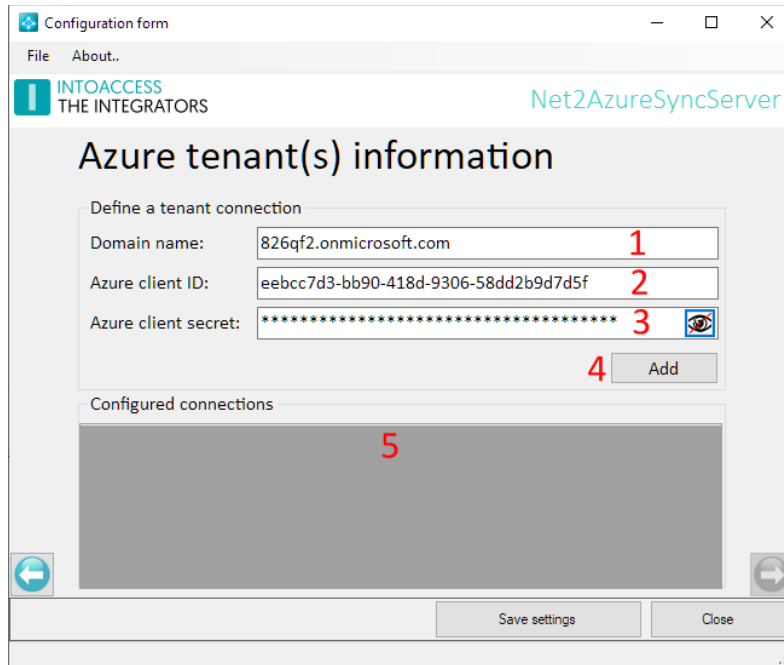 Configuration form
File About..
INTOACCESS
THE INTEGRATORS
Net2AzureSyncServer
Azure tenant(s) information
Define a tenant connection
Domain name: 826qf2.onmicrosoft.com 1
Azure client ID: eebcc7d3-bb90-418d-9306-58dd2b9d7d5f 2
Azure client secret: ************************************* 3
4 Add
Configured connections
5
Save settings Close